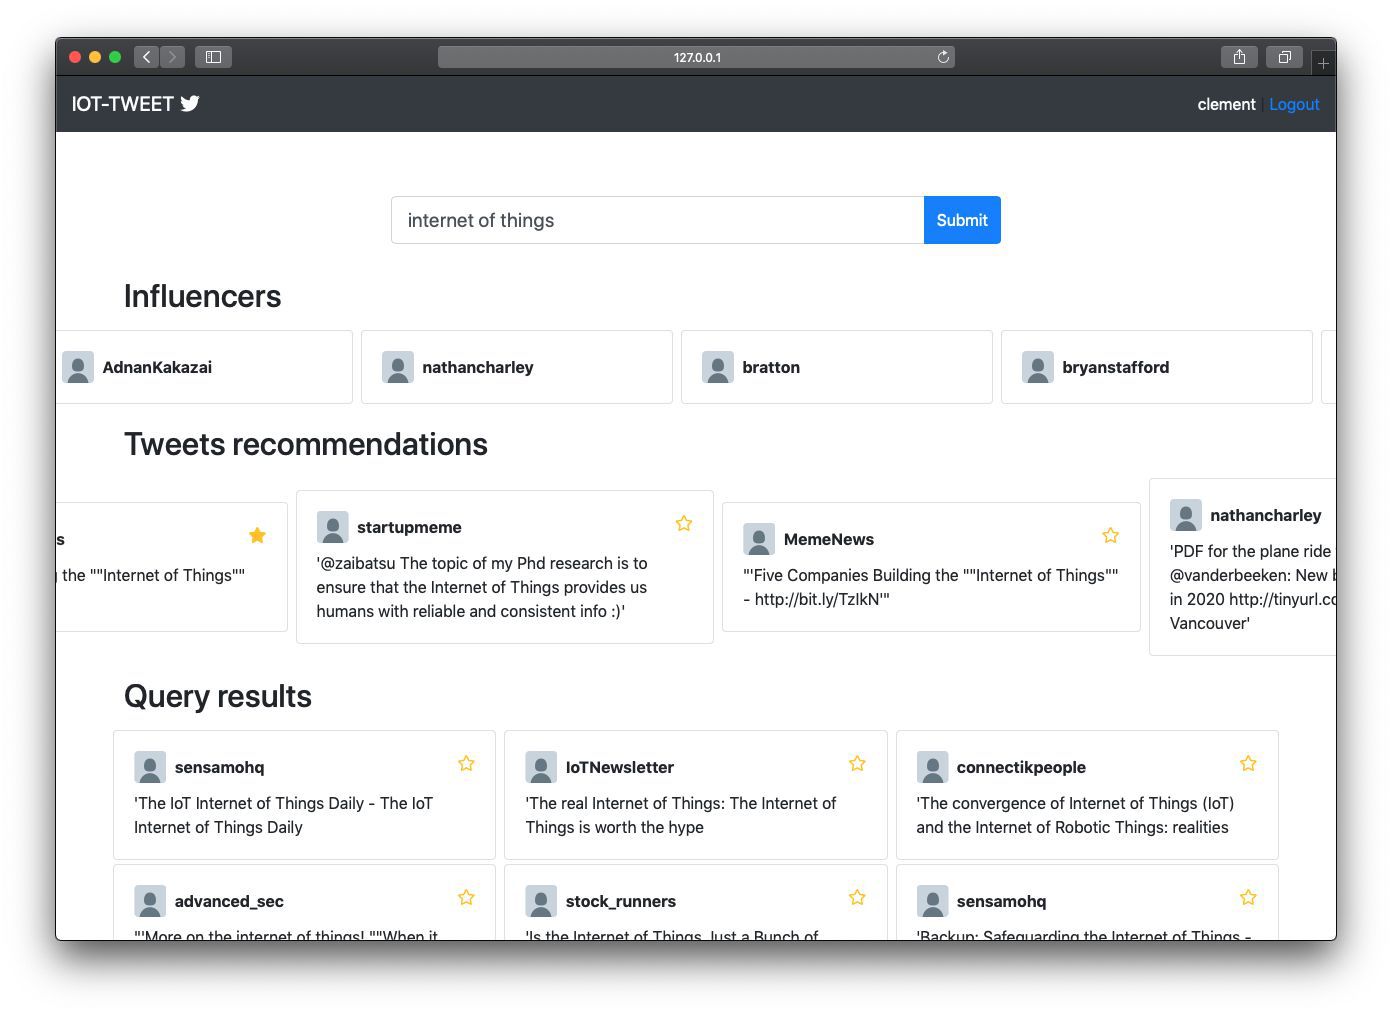 127.0.0.1
IOT-TWEET
clement
Logout
internet of things
Submit
Influencers
AdnanKakazai
nathancharley
bratton
bryanstafford
Tweets recommendations
s
the ""Internet of Things""
startupmeme
'@zaibatsu The topic of my Phd research is to
ensure that the Internet of Things provides us
humans with reliable and consistent info :)'
MemeNews
"'Five Companies Building the ""Internet of Things""
- http://bit.ly/TzlkN'"
nathancharley
'PDF for the plane ride
@vanderbeeken: New
in 2020 http://tinyurl.cc
Vancouver'
Query results
sensamohq
'The IoT Internet of Things Daily - The IoT
Internet of Things Daily
IoTNewsletter
'The real Internet of Things: The Internet of
Things is worth the hype
connectikpeople
'The convergence of Internet of Things (IoT)
and the Internet of Robotic Things: realities
advanced_sec
"'More on the internet of things! ""When it
stock_runners
'Is the Internet of Things Just a Bunch of
sensamohq
'Backup: Safeguarding the Internet of Things -